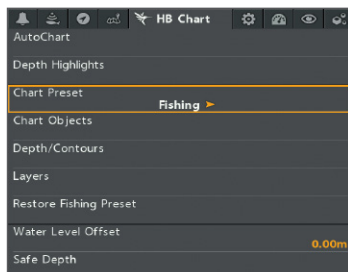 HB Chart
AutoChart
Depth Highlights
Chart Preset
Fishing
Chart Objects
Depth/Contours
Layers
Restore Fishing Preset
Water Level Offset
0.00m
Safe Depth